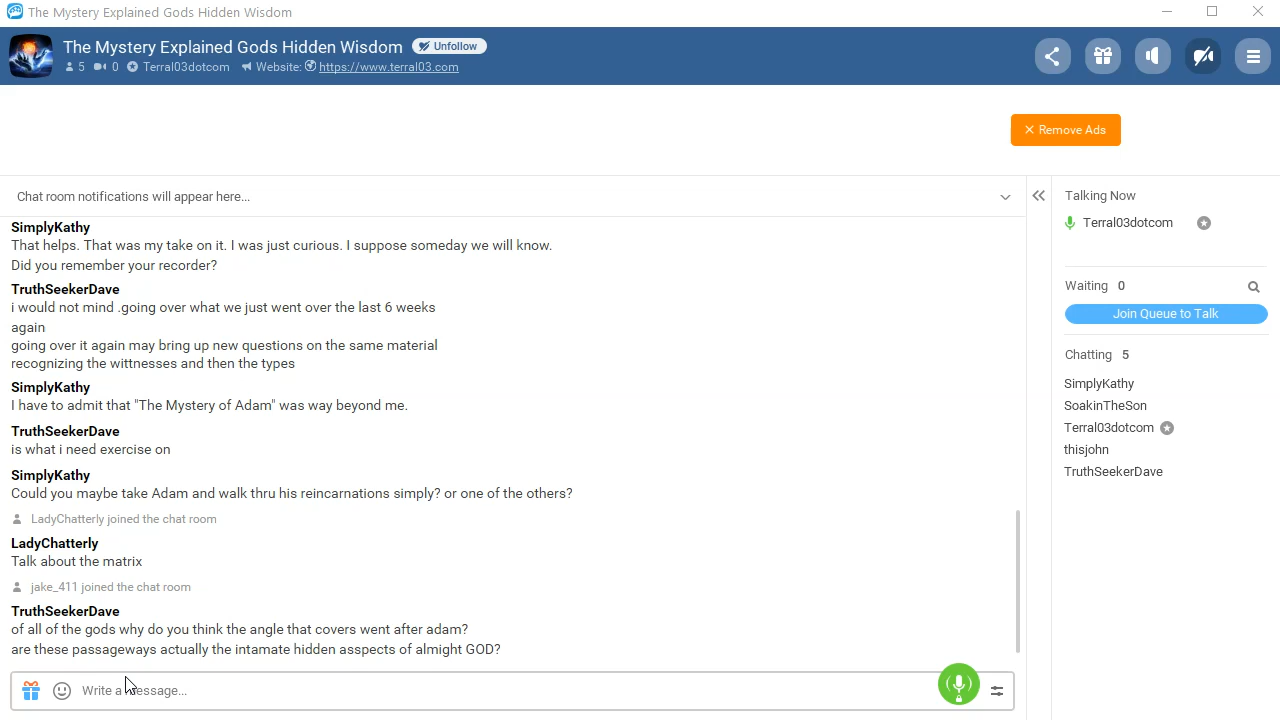 The Mystery Explained Gods Hidden Wisdom
The Mystery Explained Gods Hidden Wisdom Unfollow
5 0 Terral03dotcom Website: https://www.terral03.com
Remove Ads
Chat room notifications will appear here...
SimplyKathy
That helps. That was my take on it. I was just curious. I suppose someday we will know.
Did you remember your recorder?
TruthSeekerDave
i would not mind .going over what we just went over the last 6 weeks
again
going over it again may bring up new questions on the same material
recognizing the wittnesses and then the types
SimplyKathy
I have to admit that "The Mystery of Adam" was way beyond me.
TruthSeekerDave
is what i need exercise on
SimplyKathy
Could you maybe take Adam and walk thru his reincarnations simply? or one of the others?
LadyChatterly joined the chat room
LadyChatterly
Talk about the matrix
jake_411 joined the chat room
TruthSeekerDave
of all of the gods why do you think the angle that covers went after adam?
are these passageways actually the intamate hidden asspects of almight GOD?
Write a message...
Talking Now
Terral03dotcom
Waiting 0
Join Queue to Talk
Chatting 5
SimplyKathy
SoakinTheSon
Terral03dotcom
thisjohn
TruthSeekerDave